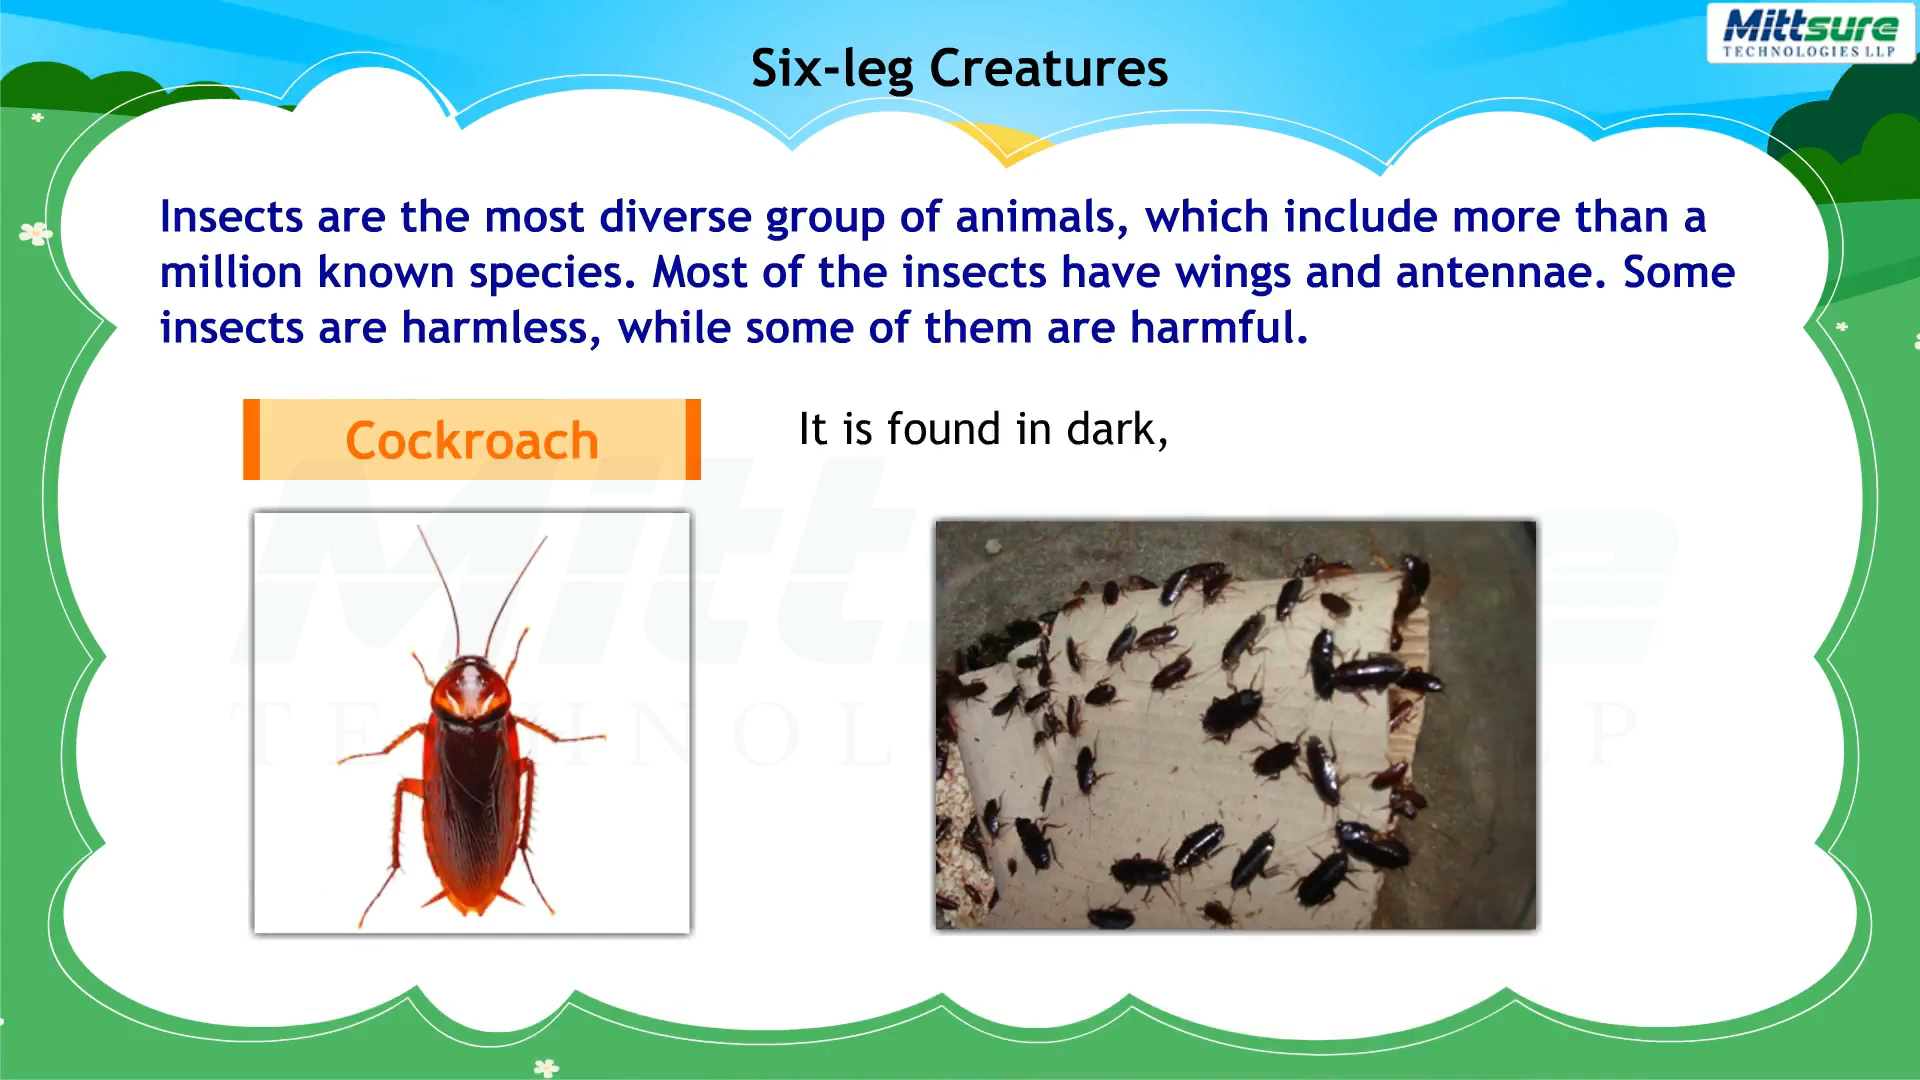 Mittsure
TECHNOLOGIES LLP
Six-leg Creatures
Insects are the most diverse group of animals, which include more than a
million known species. Most of the insects have wings and antennae. Some
insects are harmless, while some of them are harmful.
Cockroach
It is found in dark,